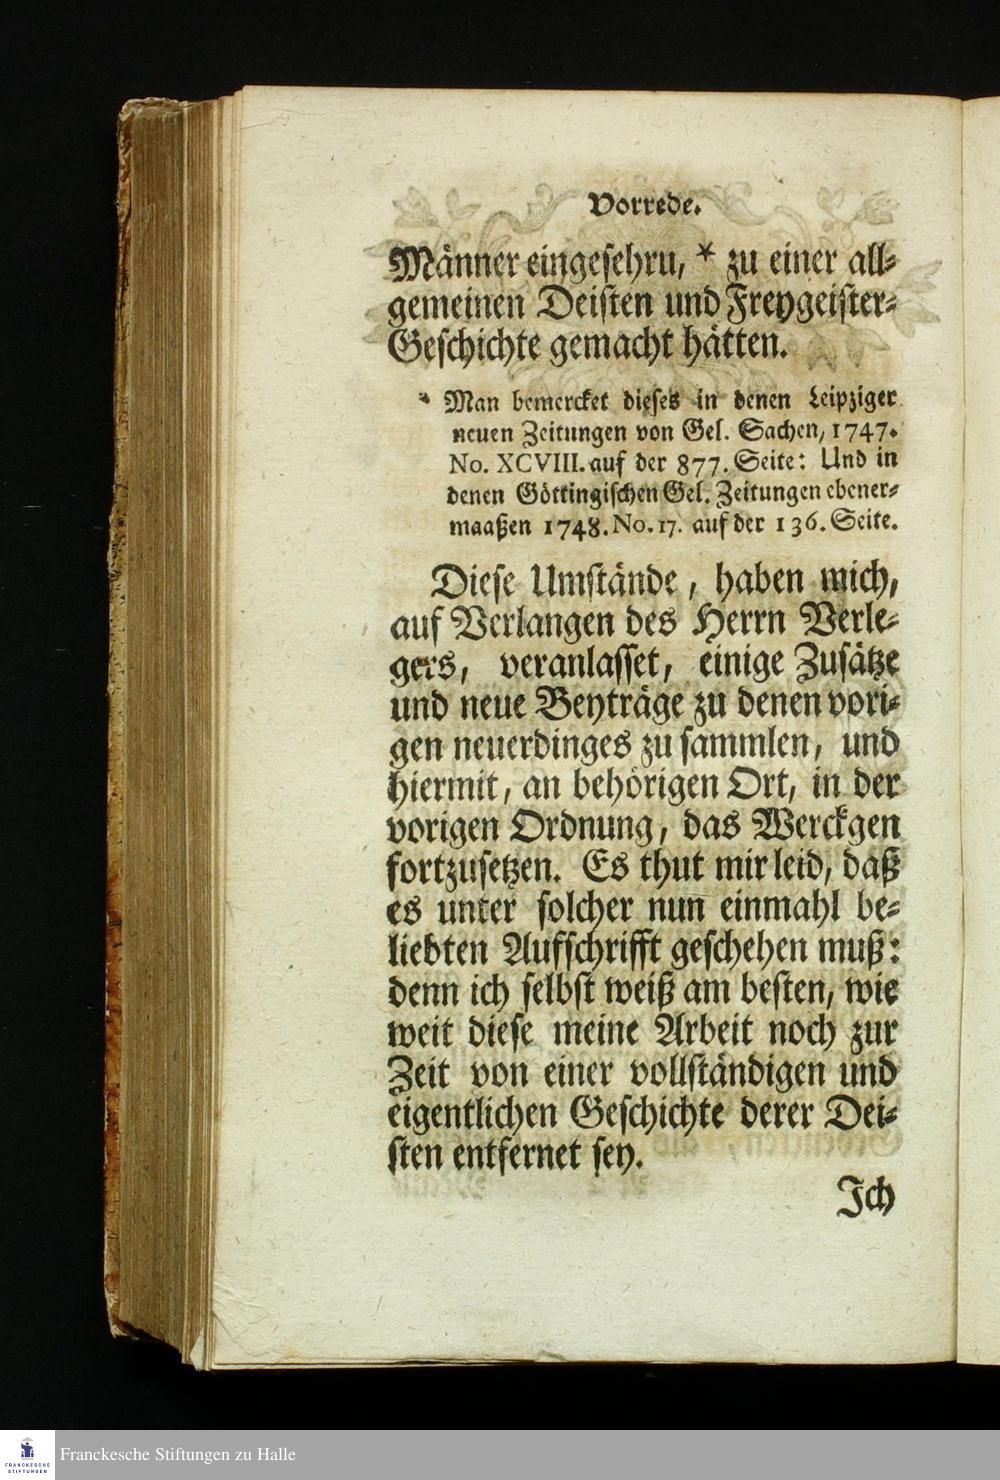 Vorrede.
Männer eingesehrn, * zu einer all-
gemeinen Deisten und Freygeister-
Geschichte gemacht hätten.
* Man bemercket dieses in denen Leipziger
neuen Zeitungen von Gel. Sachen, 1747.
No. XCVIII. auf der 877. Seite: Und in
denen Göttingischen Gel. Zeitungen ebener-
maaßen 1748. No. 17. auf der 136. Seite.
Diese Umstände, haben mich,
auf Verlangen des Herrn Verle-
gers, veranlasset, einige Zusätze
und neue Beyträge zu denen vori-
gen neuerdinges zu sammlen, und
hiermit, an behörigen Ort, in der
vorigen Ordnung, das Werckgen
fortzusetzen. Es thut mir leid, daß
es unter solcher nun einmahl be-
liebten Aufschrifft geschehen muß:
denn ich selbst weiß am besten, wie
weit diese meine Arbeit noch zur
Zeit von einer vollständigen und
eigentlichen Geschichte derer Dei-
sten entfernet sey.
Ich
FRANCKESCHE
STIFTUNGEN
Franckesche Stiftungen zu Halle